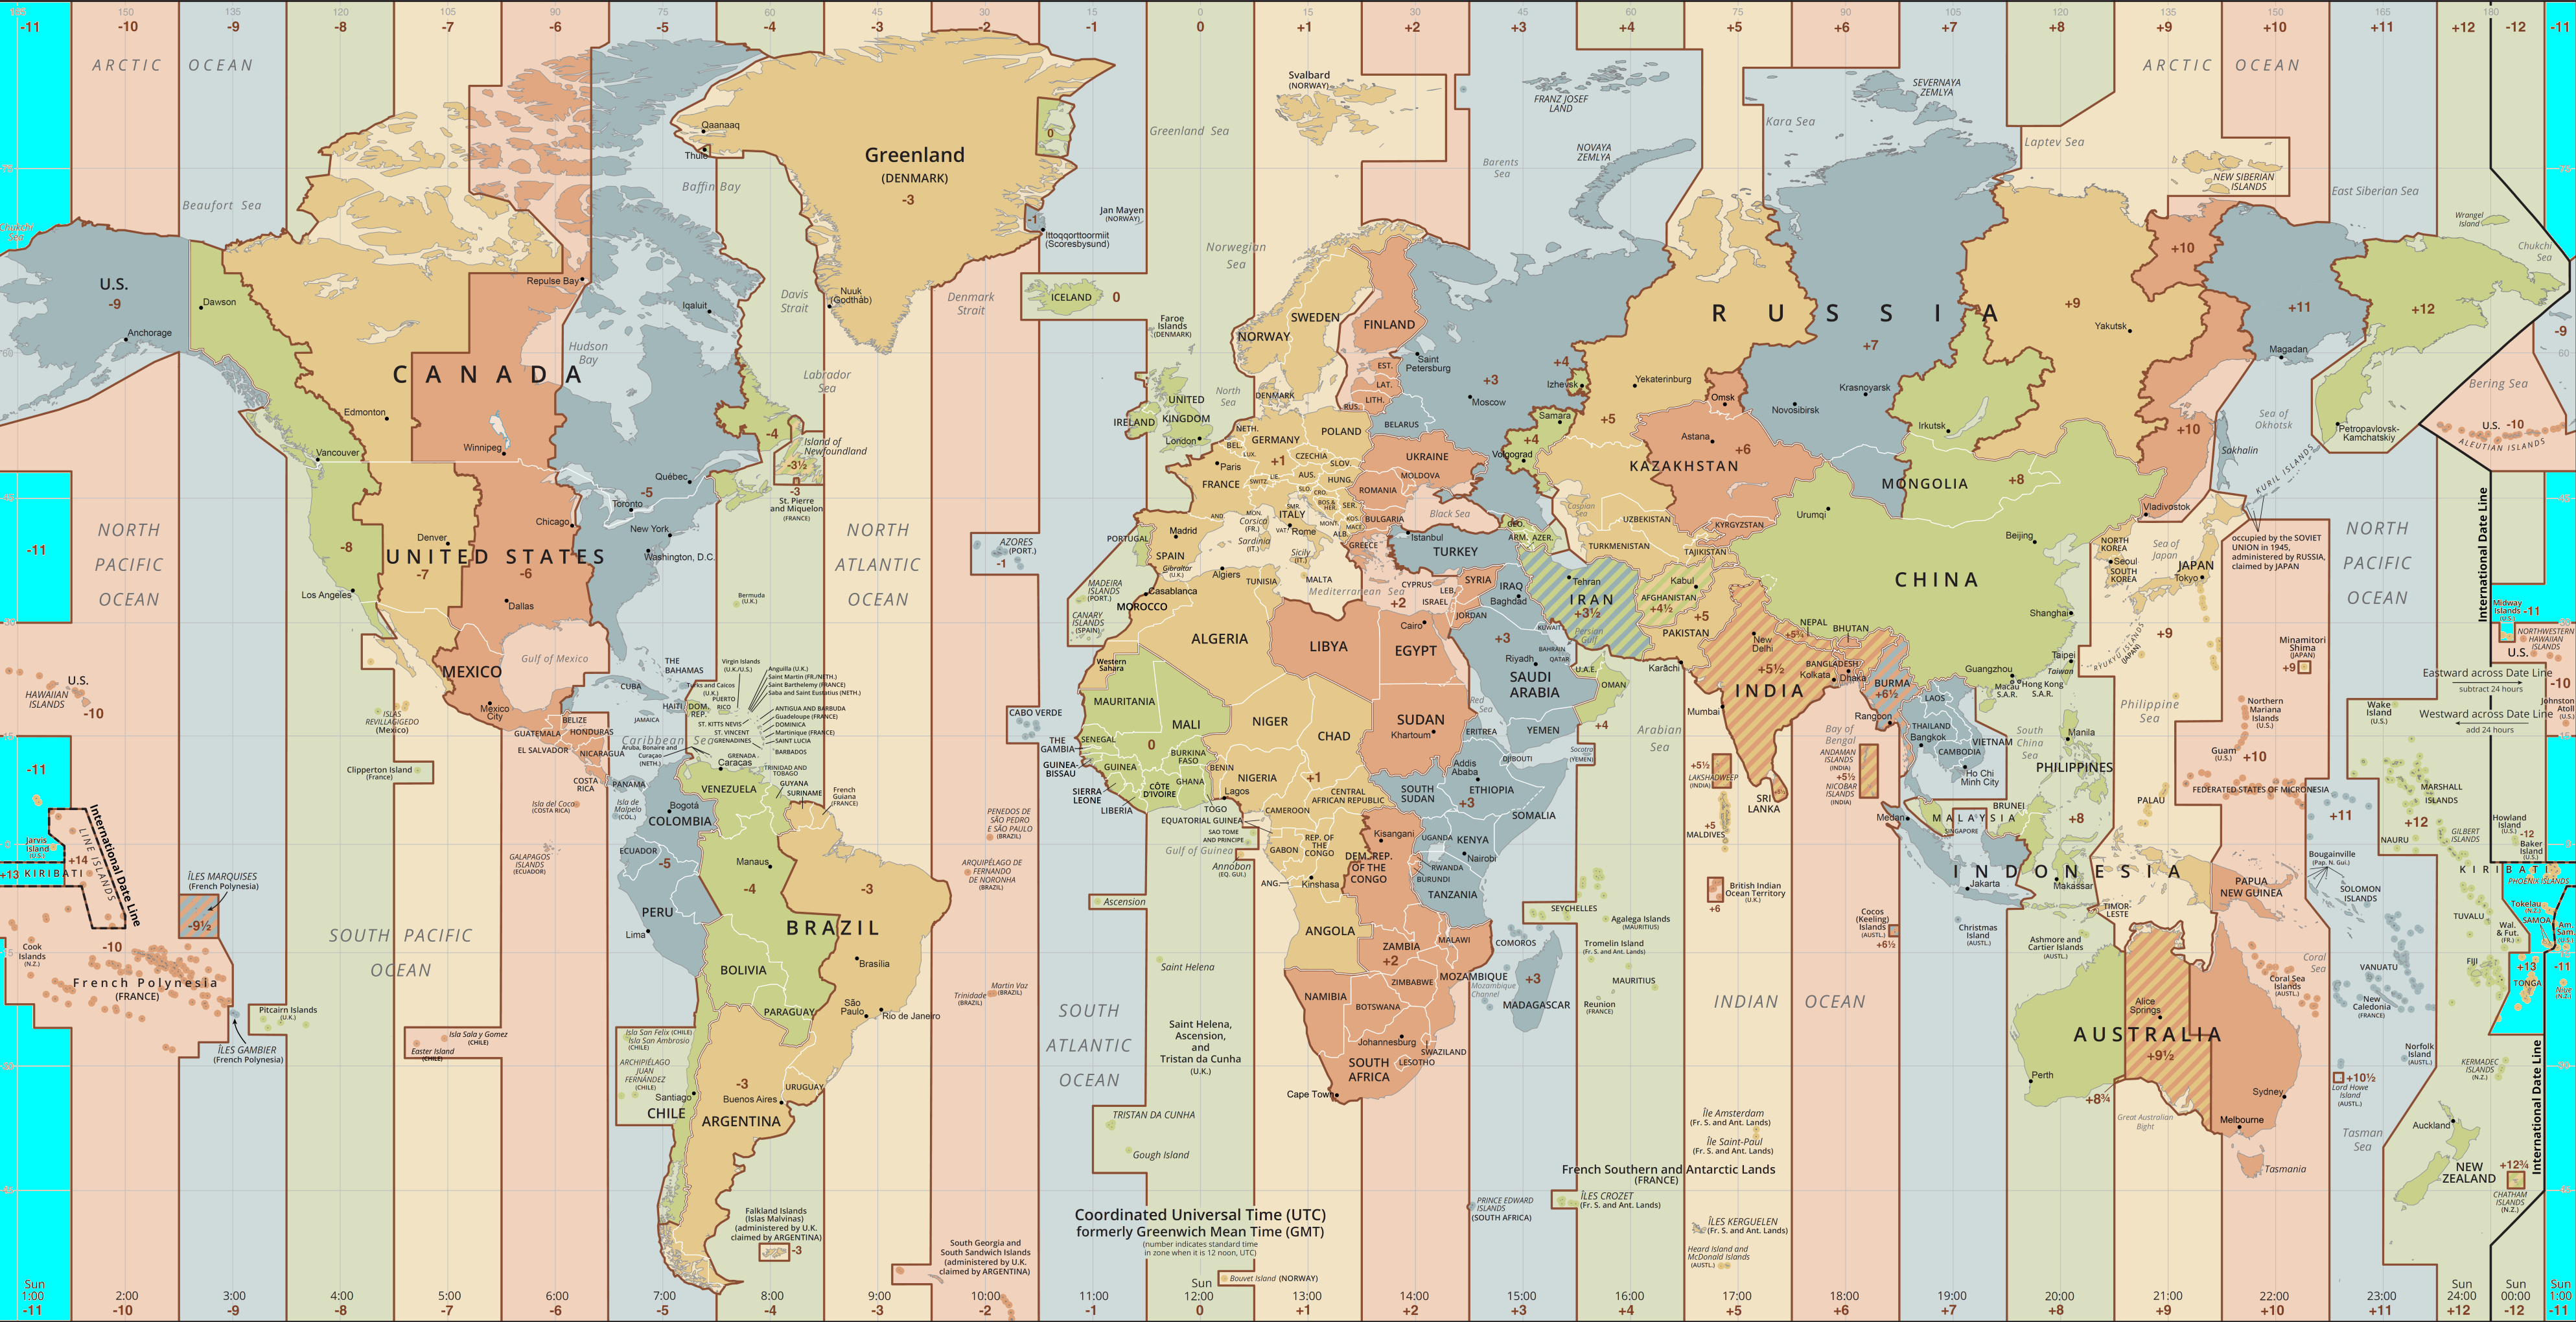 165 150 135 120 105 90 75 60 45 30 15 0 15 30 45 60 75 90 105 120 135 150 165 180
-11 -10 -9 -8 -7 -6 -5 -4 -3 -2 -1 0 +1 +2 +3 +4 +5 +6 +7 +8 +9 +10 +11 +12 -12 -11
ARCTIC OCEAN
ARCTIC OCEAN
Beaufort Sea
Chukchi
Sea
U.S.
-9
Anchorage
Dawson
CANADA
Edmonton
Vancouver
Winnipeg
Repulse Bay
Hudson
Bay
Iqaluit
Baffin Bay
Davis
Strait
Labrador
Sea
Québec
Toronto
-5
-4
Island of
Newfoundland
-3½
-3
St. Pierre
and Miquelon
(FRANCE)
Qaanaaq
Thule
Greenland
(DENMARK)
-3
0
-1
Ittoqqortoormiit
(Scoresbysund)
Nuuk
(Godthåb)
Denmark
Strait
Greenland Sea
Jan Mayen
(NORWAY)
Norwegian
Sea
ICELAND
0
Faroe
Islands
(DENMARK)
Svalbard
(NORWAY)
FRANZ JOSEF
LAND
NOVAYA
ZEMLYA
Barents
Sea
Kara Sea
SEVERNAYA
ZEMLYA
Laptev Sea
NEW SIBERIAN
ISLANDS
East Siberian Sea
Wrangel
Island
Chukchi
Sea
RUSSIA
+3
+4
+5
+7
+9
+10
+11
+12
+10
+8
Saint
Petersburg
Moscow
Izhevsk
Samara
+4
Volgograd
Yekaterinburg
Omsk
Novosibirsk
Krasnoyarsk
Irkutsk
Yakutsk
Magadan
Petropavlovsk-
Kamchatskiy
Vladivostok
Sakhalin
Sea of
Okhotsk
KURIL ISLANDS
Bering Sea
U.S. -10
ALEUTIAN ISLANDS
-9
NORTH
PACIFIC
OCEAN
UNITED STATES
-8
-7
-6
Denver
Chicago
New York
Washington, D.C.
Los Angeles
Dallas
Gulf of Mexico
MEXICO
Mexico
City
U.S.
HAWAIIAN
ISLANDS
-10
ISLAS
REVILLAGIGEDO
(Mexico)
Clipperton Island
(France)
Bermuda
(U.K.)
NORTH
ATLANTIC
OCEAN
THE
BAHAMAS
CUBA
JAMAICA
HAITI
DOM.
REP.
PUERTO
RICO
Turks and Caicos
(U.K.)
Virgin Islands
(U.K./U.S.)
Anguilla (U.K.)
Saint Martin (FR./NETH.)
Saint Barthelemy (FRANCE)
Saba and Saint Eustatius (NETH.)
ANTIGUA AND BARBUDA
Guadeloupe (FRANCE)
DOMINICA
Martinique (FRANCE)
SAINT LUCIA
BARBADOS
ST. KITTS NEVIS
ST. VINCENT
GRENADINES
GRENADA
TRINIDAD AND
TOBAGO
Caribbean Sea
Aruba, Bonaire and
Curaçao
(NETH.)
BELIZE
GUATEMALA
HONDURAS
EL SALVADOR
NICARAGUA
COSTA
RICA
PANAMA
Isla del Coco
(COSTA RICA)
Isla de
Malpelo
(COL.)
GALAPAGOS
ISLANDS
(ECUADOR)
Caracas
VENEZUELA
GUYANA
SURINAME
French
Guiana
(FRANCE)
Bogotá
COLOMBIA
ECUADOR
-5
PERU
Lima
Manaus
-4
-3
BRAZIL
Brasília
BOLIVIA
PARAGUAY
São
Paulo
Rio de Janeiro
URUGUAY
Buenos Aires
-3
ARGENTINA
CHILE
Santiago
Isla San Felix (CHILE)
Isla San Ambrosio
(CHILE)
ARCHIPIÉLAGO
JUAN
FERNÁNDEZ
(CHILE)
Isla Sala y Gomez
(CHILE)
Easter Island
(CHILE)
Pitcairn Islands
(U.K.)
ÎLES GAMBIER
(French Polynesia)
ÎLES MARQUISES
(French Polynesia)
-9½
French Polynesia
(FRANCE)
-10
Cook
Islands
(N.Z.)
SOUTH PACIFIC
OCEAN
International Date Line
LINE ISLANDS
+14
+13 KIRIBATI
Jarvis
Island
(U.S.)
-11
-11
Falkland Islands
(Islas Malvinas)
(administered by U.K.
claimed by ARGENTINA)
-3
South Georgia and
South Sandwich Islands
(administered by U.K.
claimed by ARGENTINA)
PENEDOS DE
SÃO PEDRO
E SÃO PAULO
(BRAZIL)
ARQUIPÉLAGO DE
FERNANDO
DE NORONHA
(BRAZIL)
Martin Vaz
(BRAZIL)
Trinidade
(BRAZIL)
AZORES
(PORT.)
-1
MADEIRA
ISLANDS
(PORT.)
CANARY
ISLANDS
(SPAIN)
CABO VERDE
Ascension
Saint Helena
SOUTH
ATLANTIC
OCEAN
Saint Helena,
Ascension,
and
Tristan da Cunha
(U.K.)
TRISTAN DA CUNHA
Gough Island
Coordinated Universal Time (UTC)
formerly Greenwich Mean Time (GMT)
(number indicates standard time
in zone when it is 12 noon, UTC)
Bouvet Island (NORWAY)
IRELAND
UNITED
KINGDOM
London
North
Sea
NORWAY
SWEDEN
FINLAND
DENMARK
EST.
LAT.
LITH.
RUS.
BELARUS
POLAND
GERMANY
NETH.
BEL.
LUX.
Paris
FRANCE
+1
CZECHIA
SLOV.
AUS.
HUNG.
SWITZ.
LIE.
SLO.
CRO.
BOS.&
HER.
SER.
MONT.
KOS.
MACE.
ALB.
ITALY
SMR.
VAT.
Rome
MON.
Corsica
(FR.)
Sardinia
(IT.)
Sicily
(IT.)
AND.
Madrid
SPAIN
PORTUGAL
Gibraltar
(U.K.)
UKRAINE
MOLDOVA
ROMANIA
BULGARIA
GREECE
Black Sea
Istanbul
TURKEY
GEO.
ARM.
AZER.
Caspian
Sea
MALTA
Mediterranean Sea
CYPRUS
LEB.
ISRAEL
SYRIA
JORDAN
IRAQ
Baghdad
Tehran
IRAN
+3½
KUWAIT
Persian
Gulf
BAHRAIN
QATAR
U.A.E.
OMAN
+3
Riyadh
SAUDI
ARABIA
YEMEN
Red
Sea
Socotra
(YEMEN)
+4
Arabian
Sea
Casablanca
MOROCCO
Algiers
TUNISIA
ALGERIA
LIBYA
Cairo
EGYPT
+2
Western
Sahara
MAURITANIA
MALI
0
NIGER
CHAD
SUDAN
Khartoum
ERITREA
DJIBOUTI
SENEGAL
THE
GAMBIA
GUINEA-
BISSAU
GUINEA
SIERRA
LEONE
LIBERIA
CÔTE
D'IVOIRE
BURKINA
FASO
GHANA
TOGO
BENIN
NIGERIA
Lagos
+1
CAMEROON
CENTRAL
AFRICAN REPUBLIC
SOUTH
SUDAN
Addis
Ababa
ETHIOPIA
+3
SOMALIA
EQUATORIAL GUINEA
SAO TOME
AND PRINCIPE
Gulf of Guinea
Annobón
(EQ. GUI.)
GABON
REP. OF
THE
CONGO
Kisangani
DEM. REP.
OF THE
CONGO
Kinshasa
ANG.
UGANDA
KENYA
Nairobi
RWANDA
BURUNDI
TANZANIA
ANGOLA
ZAMBIA
+2
MALAWI
MOZAMBIQUE
Mozambique
Channel
ZIMBABWE
NAMIBIA
BOTSWANA
Johannesburg
SWAZILAND
LESOTHO
SOUTH
AFRICA
Cape Town
COMOROS
+3
MADAGASCAR
SEYCHELLES
Agalega Islands
(MAURITIUS)
Tromelin Island
(Fr. S. and Ant. Lands)
MAURITIUS
Reunion
(FRANCE)
PRINCE EDWARD
ISLANDS
(SOUTH AFRICA)
ÎLES CROZET
(Fr. S. and Ant. Lands)
French Southern and Antarctic Lands
(FRANCE)
Île Amsterdam
(Fr. S. and Ant. Lands)
Île Saint-Paul
(Fr. S. and Ant. Lands)
ÎLES KERGUELEN
(Fr. S. and Ant. Lands)
Heard Island and
McDonald Islands
(AUSTL.)
INDIAN OCEAN
KAZAKHSTAN
Astana
+6
UZBEKISTAN
TURKMENISTAN
KYRGYZSTAN
TAJIKISTAN
Kabul
AFGHANISTAN
+4½
+5
PAKISTAN
Karāchi
New
Delhi
INDIA
+5½
Mumbai
Kolkata
NEPAL
+5¾
BHUTAN
BANGLADESH
Dhaka
BURMA
+6½
Rangoon
Bay of
Bengal
SRI
LANKA
+5½
LAKSHADWEEP
(INDIA)
+5
MALDIVES
ANDAMAN
ISLANDS
(INDIA)
+5½
NICOBAR
ISLANDS
(INDIA)
British Indian
Ocean Territory
(U.K.)
+6
Cocos
(Keeling)
Islands
(AUSTL.)
+6½
Christmas
Island
(AUSTL.)
MONGOLIA
Urumqi
CHINA
Beijing
Shanghai
Guangzhou
Macau
S.A.R.
Hong Kong
S.A.R.
Taipei
Taiwan
NORTH
KOREA
Seoul
SOUTH
KOREA
Sea of
Japan
JAPAN
Tokyo
+9
RYUKYU ISLANDS
(JAPAN)
occupied by the SOVIET
UNION in 1945,
administered by RUSSIA,
claimed by JAPAN
LAOS
THAILAND
Bangkok
VIETNAM
CAMBODIA
Ho Chi
Minh City
South
China
Sea
Manila
PHILIPPINES
Philippine
Sea
MALAYSIA
SINGAPORE
BRUNEI
Medan
INDONESIA
Jakarta
Makassar
+8
PALAU
TIMOR-
LESTE
Ashmore and
Cartier Islands
(AUSTL.)
AUSTRALIA
Perth
+8¾
Alice
Springs
+9½
Great Australian
Bight
Sydney
Melbourne
Tasmania
Tasman
Sea
Coral
Sea
Coral Sea
Islands
(AUSTL.)
PAPUA
NEW GUINEA
Bougainville
(Pap. N. Gui.)
SOLOMON
ISLANDS
VANUATU
New
Caledonia
(FRANCE)
Norfolk
Island
(AUSTL.)
+10½
Lord Howe
Island
(AUSTL.)
Minamitori
Shima
(JAPAN)
+9
Northern
Mariana
Islands
(U.S.)
Guam
(U.S.)
+10
FEDERATED STATES OF MICRONESIA
+11
MARSHALL
ISLANDS
+12
NAURU
GILBERT
ISLANDS
Wake
Island
(U.S.)
NORTH
PACIFIC
OCEAN
International Date Line
Midway
Islands
(U.S.)
-11
NORTHWESTERN
HAWAIIAN
ISLANDS
U.S.
-10
Eastward across Date Line
subtract 24 hours
Westward across Date Line
add 24 hours
Johnston
Atoll
(U.S.)
Howland
Island
(U.S.)
-12
Baker
Island
(U.S.)
KIRIBATI
PHOENIX ISLANDS
Tokelau
(N.Z.)
TUVALU
SAMOA
Am.
Sam.
(U.S.)
Wal.
& Fut.
(FR.)
FIJI
+13
TONGA
-11
Niue
(N.Z.)
KERMADEC
ISLANDS
(N.Z.)
International Date Line
Auckland
NEW
ZEALAND
+12¾
CHATHAM
ISLANDS
(N.Z.)
Sun
1:00 2:00 3:00 4:00 5:00 6:00 7:00 8:00 9:00 10:00 11:00 12:00 13:00 14:00 15:00 16:00 17:00 18:00 19:00 20:00 21:00 22:00 23:00 24:00 00:00 1:00
-11 -10 -9 -8 -7 -6 -5 -4 -3 -2 -1 0 +1 +2 +3 +4 +5 +6 +7 +8 +9 +10 +11 +12 -12 -11